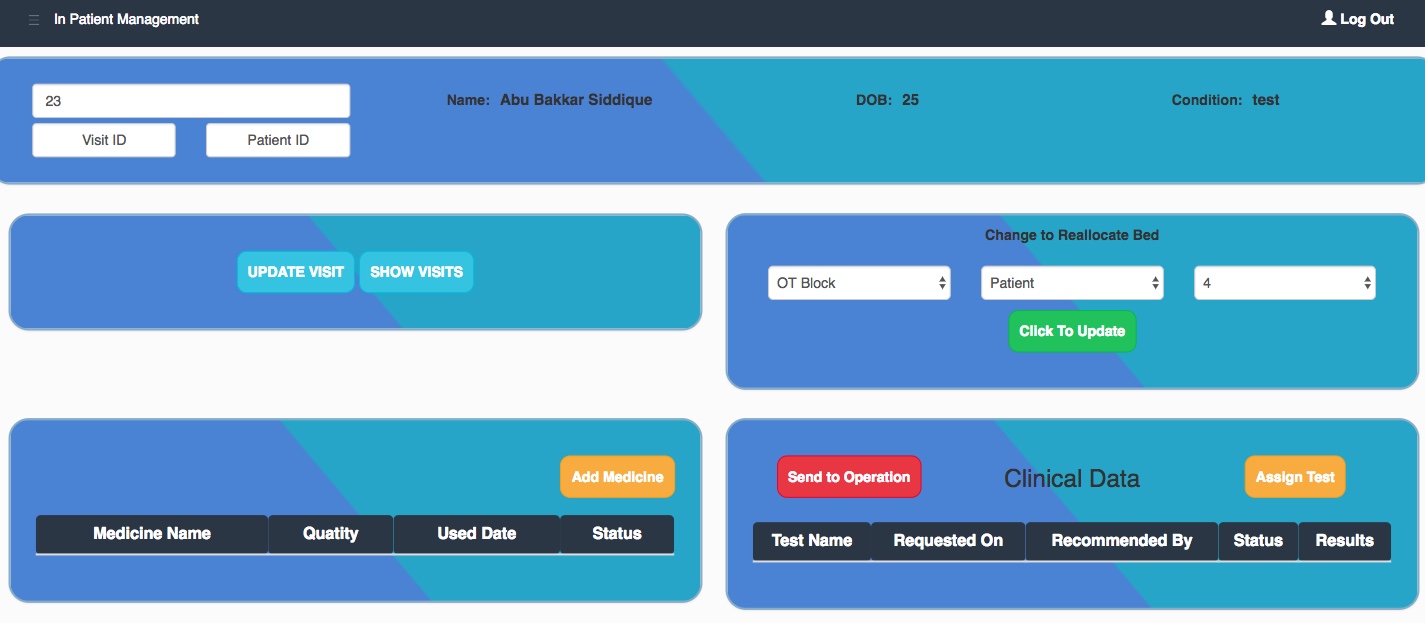 In Patient Management
Log Out
23
Visit ID Patient ID
Name: Abu Bakkar Siddique
DOB: 25
Condition: test
UPDATE VISIT SHOW VISITS
Change to Reallocate Bed
OT Block Patient 4
Click To Update
Add Medicine
Medicine Name Quatity Used Date Status
Send to Operation Clinical Data Assign Test
Test Name Requested On Recommended By Status Results